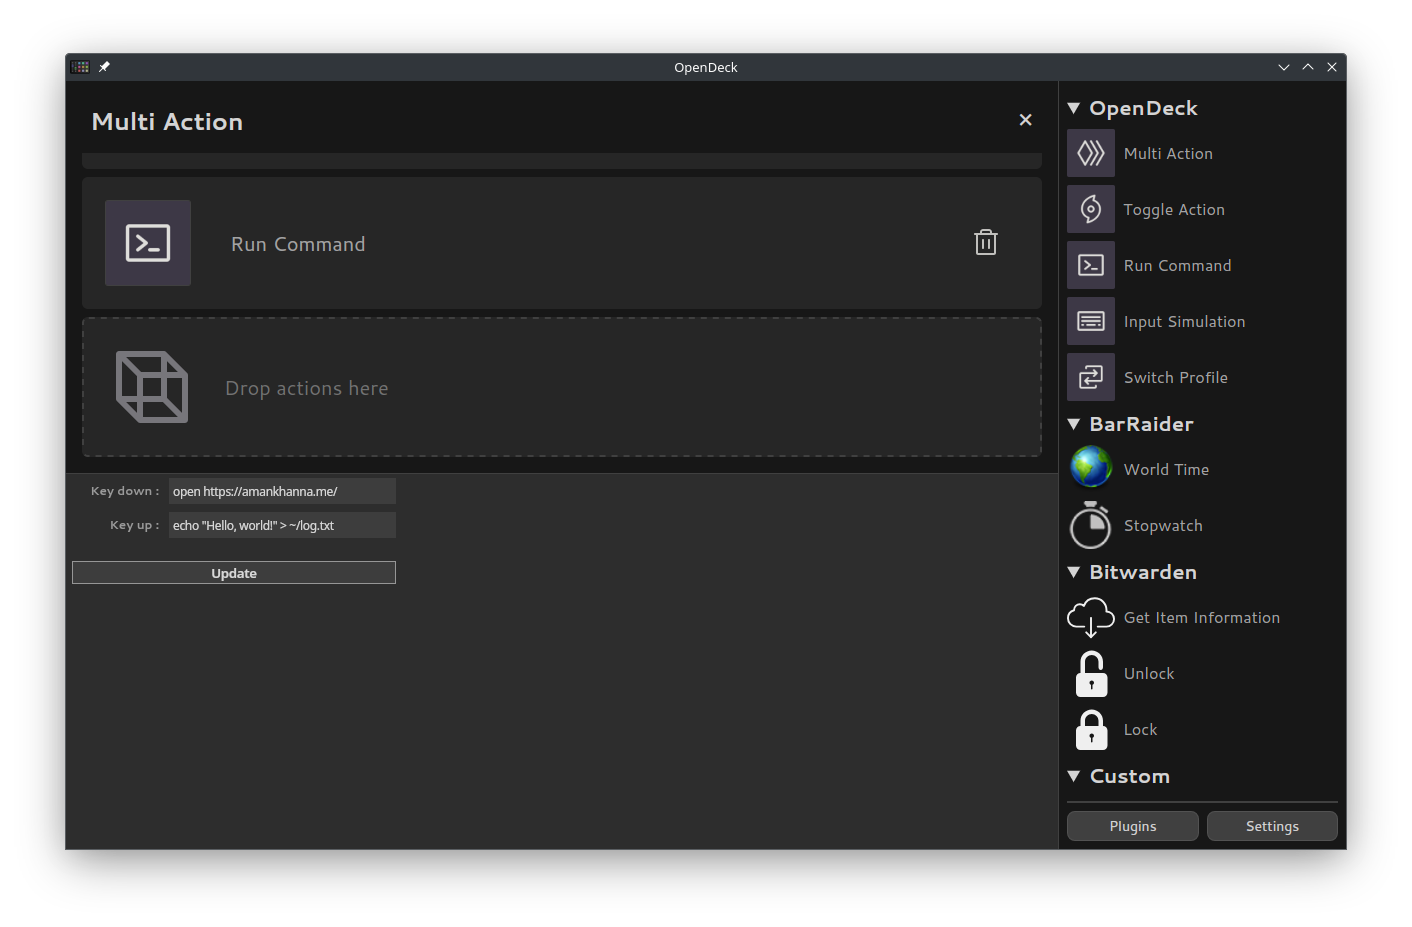 OpenDeck
Multi Action
Run Command
Drop actions here
Key down :
open https://amankhanna.me/
Key up :
echo "Hello, world!" > ~/log.txt
Update
OpenDeck
Multi Action
Toggle Action
Run Command
Input Simulation
Switch Profile
BarRaider
World Time
Stopwatch
Bitwarden
Get Item Information
Unlock
Lock
Custom
Plugins
Settings